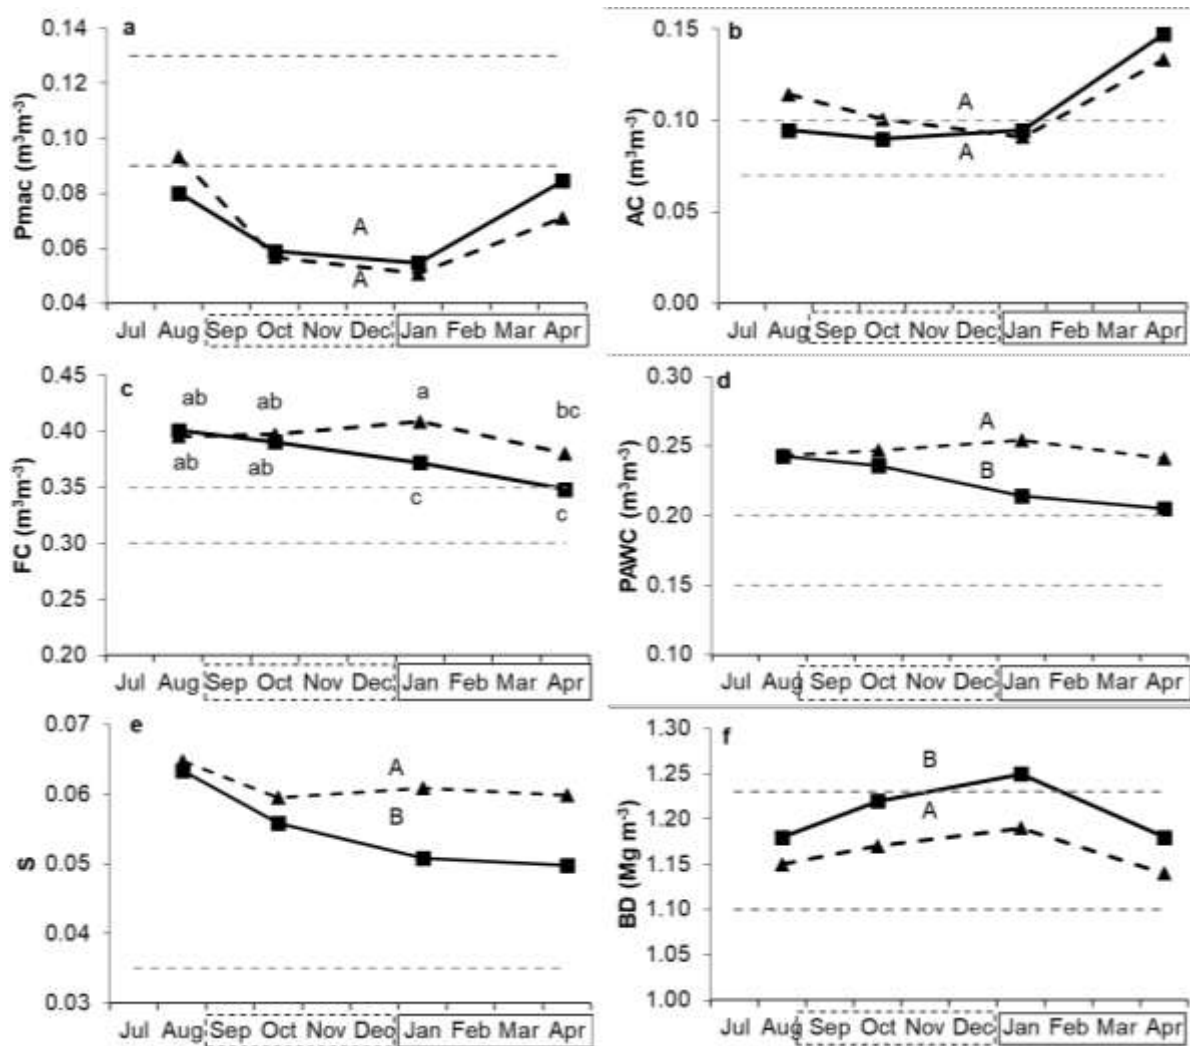 a
Pmac (m³m⁻³)
0.14
0.12
0.10
0.08
0.06
0.04
A
A
Jul Aug Sep Oct Nov Dec Jan Feb Mar Apr
b
AC (m³m⁻³)
0.15
0.10
0.05
0.00
A
A
Jul Aug Sep Oct Nov Dec Jan Feb Mar Apr
c
FC (m³m⁻³)
0.45
0.40
0.35
0.30
0.25
0.20
ab ab a bc
ab ab c c
Jul Aug Sep Oct Nov Dec Jan Feb Mar Apr
d
PAWC (m³m⁻³)
0.30
0.25
0.20
0.15
0.10
A
B
Jul Aug Sep Oct Nov Dec Jan Feb Mar Apr
e
S
0.07
0.06
0.05
0.04
0.03
A
B
Jul Aug Sep Oct Nov Dec Jan Feb Mar Apr
f
BD (Mg m⁻³)
1.30
1.25
1.20
1.15
1.10
1.05
1.00
B
A
Jul Aug Sep Oct Nov Dec Jan Feb Mar Apr